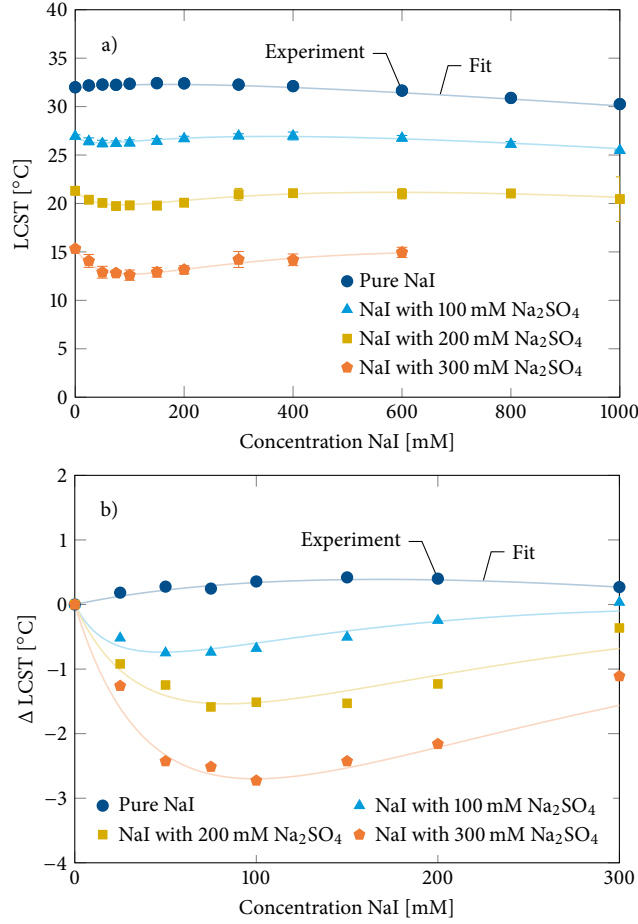 40
35
30
25
20
15
10
5
0
LCST [°C]
a)
Experiment
Fit
Pure NaI
NaI with 100 mM Na₂SO₄
NaI with 200 mM Na₂SO₄
NaI with 300 mM Na₂SO₄
0 200 400 600 800 1000
Concentration NaI [mM]
2
1
0
−1
−2
−3
−4
Δ LCST [°C]
b)
Experiment
Fit
Pure NaI NaI with 100 mM Na₂SO₄
NaI with 200 mM Na₂SO₄ NaI with 300 mM Na₂SO₄
0 100 200 300
Concentration NaI [mM]